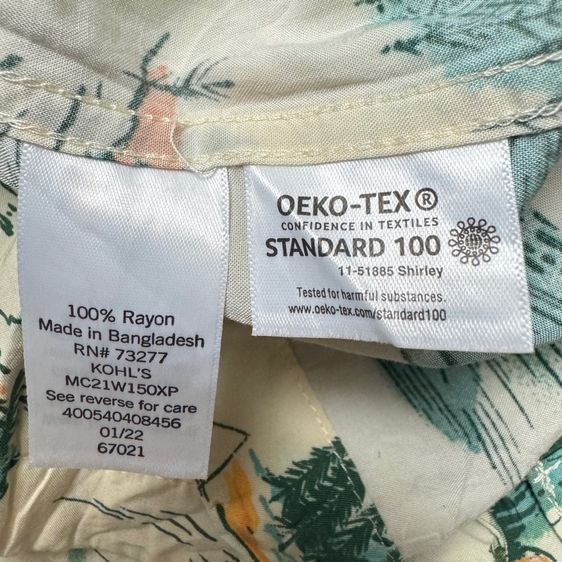 100% Rayon
Made in Bangladesh
RN# 73277
KOHL'S
MC21W150XP
See reverse for care
400540408456
01/22
67021
OEKO-TEX®
CONFIDENCE IN TEXTILES
STANDARD 100
11-51885 Shirley
Tested for harmful substances.
www.oeko-tex.com/standard100